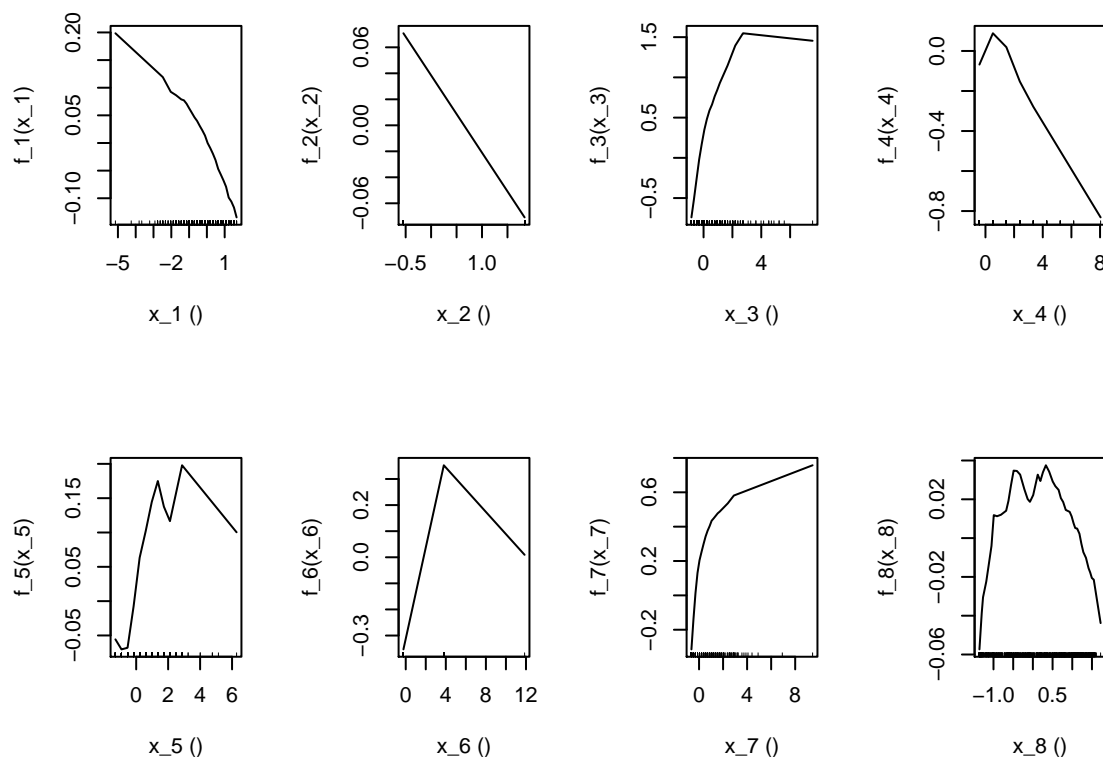 f_1(x_1)
0.20
0.05
−0.10
−5 −2 1
x_1 ()
f_2(x_2)
0.06
0.00
−0.06
−0.5 1.0
x_2 ()
f_3(x_3)
1.5
0.5
−0.5
0 4
x_3 ()
f_4(x_4)
0.0
−0.4
−0.8
0 4 8
x_4 ()
f_5(x_5)
0.15
0.05
−0.05
0 2 4 6
x_5 ()
f_6(x_6)
0.2
0.0
−0.3
0 4 8 12
x_6 ()
f_7(x_7)
0.6
0.2
−0.2
0 4 8
x_7 ()
f_8(x_8)
0.02
−0.02
−0.06
−1.0 0.5
x_8 ()